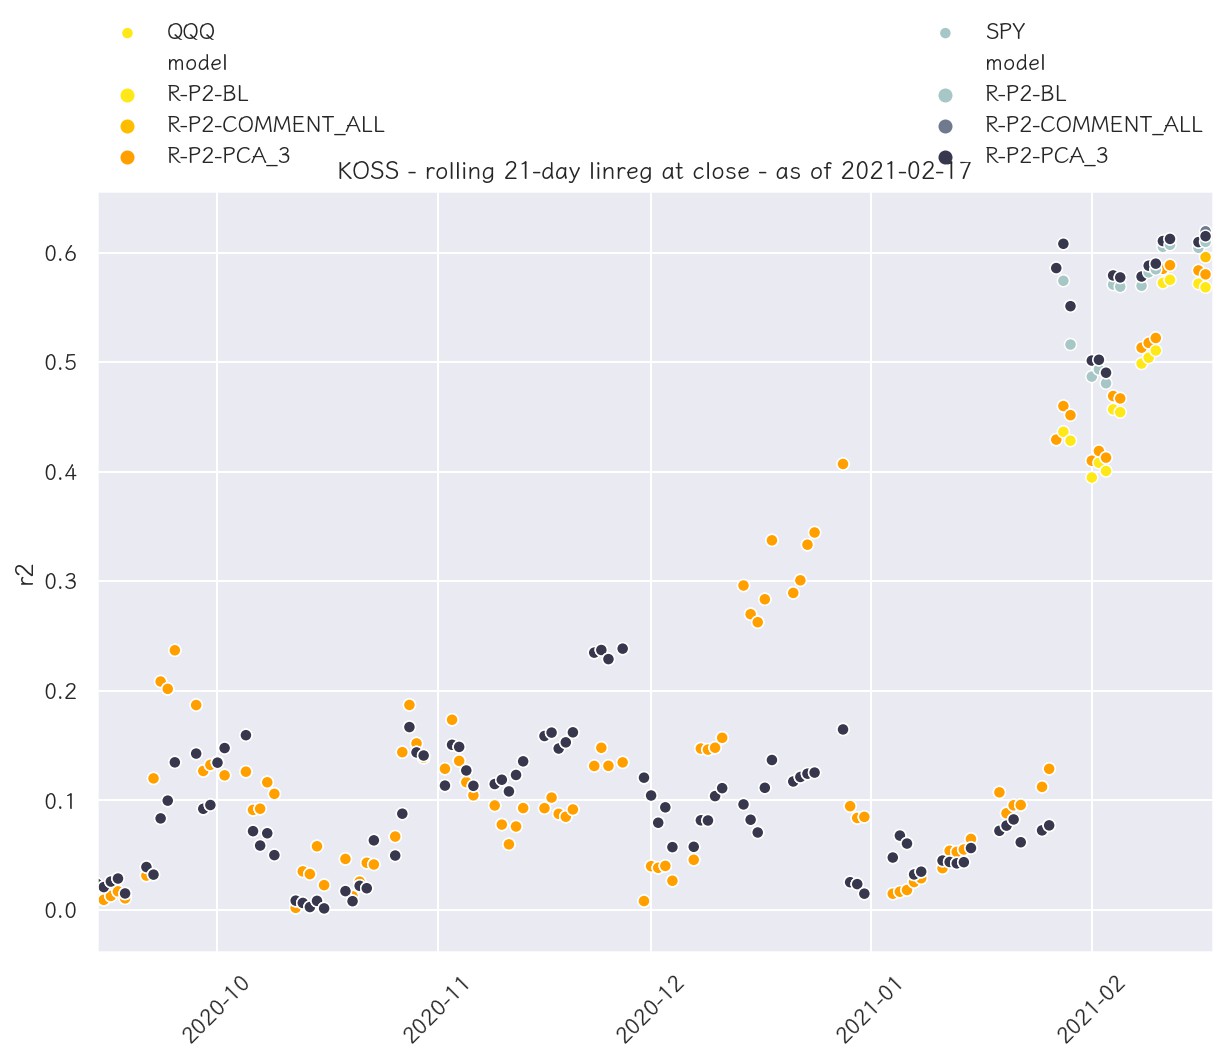 QQQ
model
R-P2-BL
R-P2-COMMENT_ALL
R-P2-PCA_3
SPY
model
R-P2-BL
R-P2-COMMENT_ALL
R-P2-PCA_3
KOSS - rolling 21-day linreg at close - as of 2021-02-17
r2
0.6
0.5
0.4
0.3
0.2
0.1
0.0
2020-10
2020-11
2020-12
2021-01
2021-02